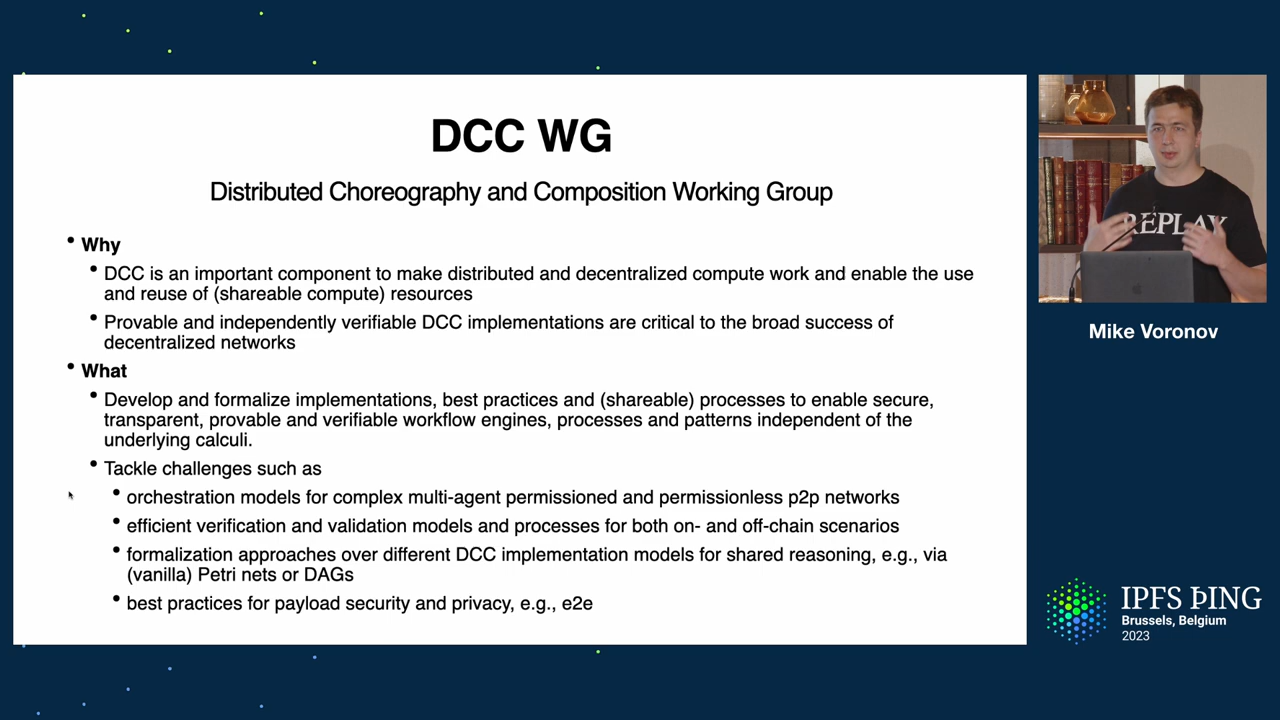 DCC WG
Distributed Choreography and Composition Working Group
• Why
• DCC is an important component to make distributed and decentralized compute work and enable the use
and reuse of (shareable compute) resources
• Provable and independently verifiable DCC implementations are critical to the broad success of
decentralized networks
• What
• Develop and formalize implementations, best practices and (shareable) processes to enable secure,
transparent, provable and verifiable workflow engines, processes and patterns independent of the
underlying calculi.
• Tackle challenges such as
• orchestration models for complex multi-agent permissioned and permissionless p2p networks
• efficient verification and validation models and processes for both on- and off-chain scenarios
• formalization approaches over different DCC implementation models for shared reasoning, e.g., via
(vanilla) Petri nets or DAGs
• best practices for payload security and privacy, e.g., e2e
REPLAY
Mike Voronov
IPFS ÞING
Brussels, Belgium
2023